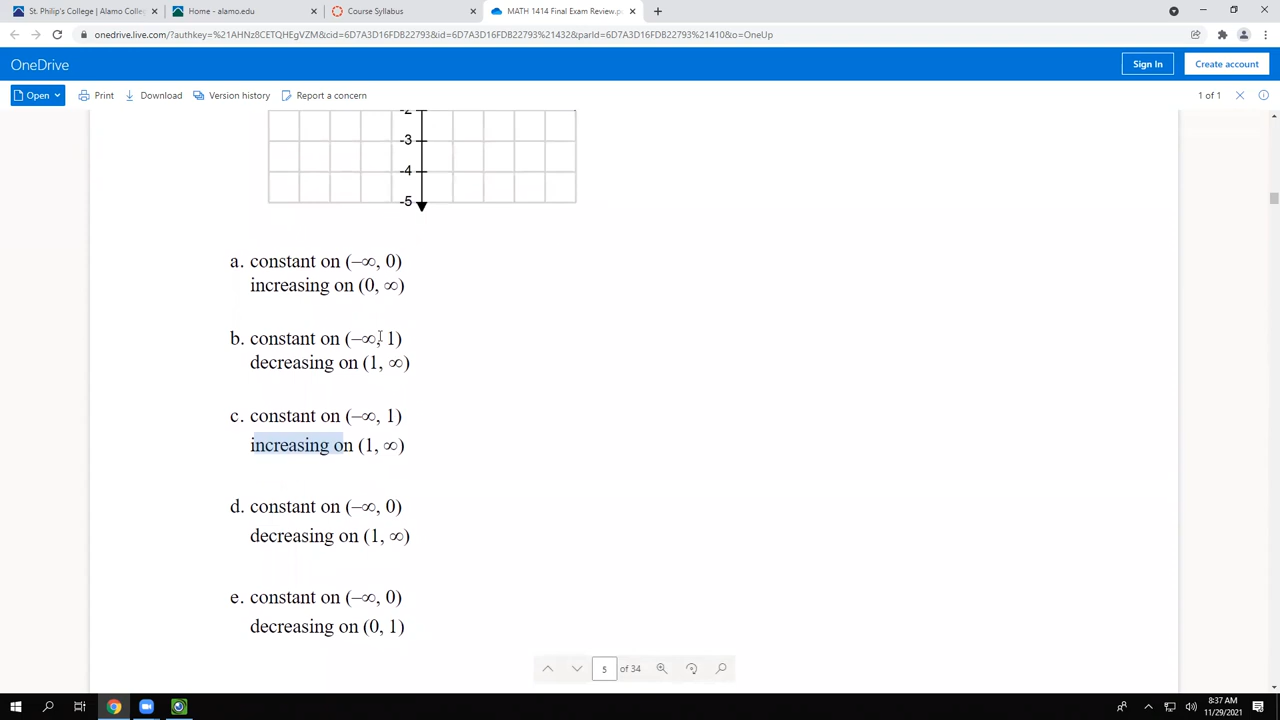 St. Philip's College | Alamo Colle
Home - alamo.edu
Course Syllabus
MATH 1414 Final Exam Review.p
onedrive.live.com/?authkey=%21AHNz8CETQHEgVZM&cid=6D7A3D16FDB22793&id=6D7A3D16FDB22793%21432&parId=6D7A3D16FDB22793%21410&o=OneUp
OneDrive
Sign In
Create account
Open
Print
Download
Version history
Report a concern
1 of 1
-2
-3
-4
-5
a. constant on (–∞, 0)
increasing on (0, ∞)
b. constant on (–∞, 1)
decreasing on (1, ∞)
c. constant on (–∞, 1)
increasing on (1, ∞)
d. constant on (–∞, 0)
decreasing on (1, ∞)
e. constant on (–∞, 0)
decreasing on (0, 1)
5 of 34
8:37 AM
11/29/2021